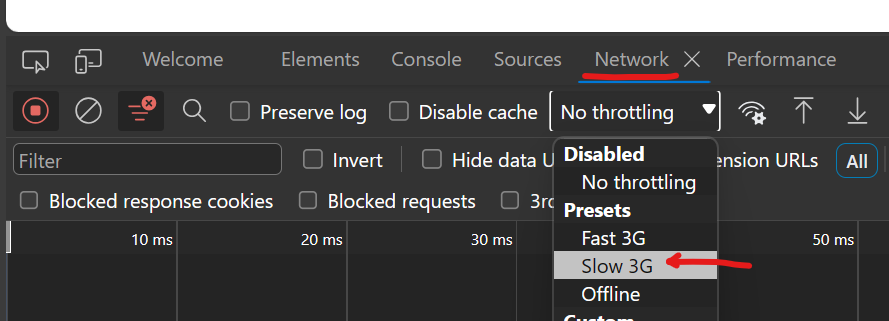 Welcome Elements Console Sources Network Performance
Preserve log Disable cache No throttling
Filter Invert Hide data U ension URLs All
Disabled
No throttling
Blocked response cookies Blocked requests 3r
Presets
10 ms 20 ms 30 ms Fast 3G 50 ms
Slow 3G
Offline
Custom